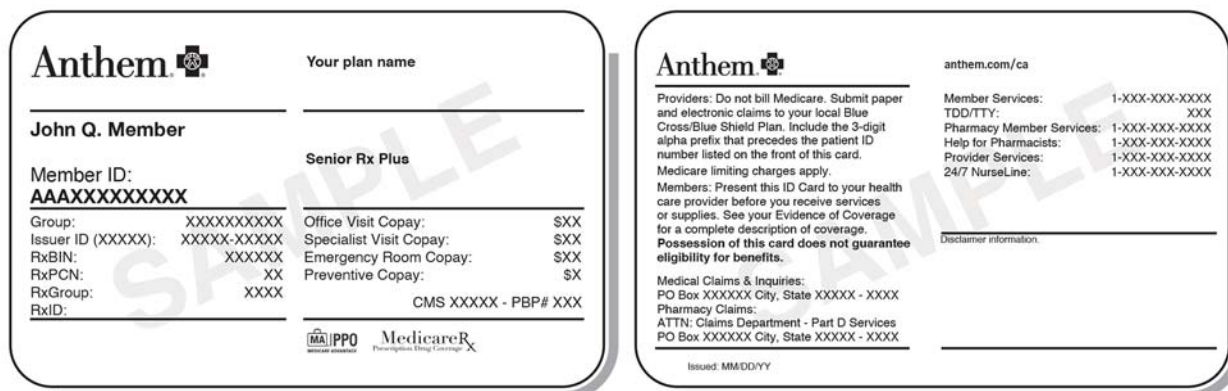 Anthem
Your plan name
John Q. Member
Member ID:
AAAXXXXXXXXX
Senior Rx Plus
Group: XXXXXXXXXX
Issuer ID (XXXXX): XXXXX-XXXXX
RxBIN: XXXXXX
RxPCN: XX
RxGroup: XXXX
RxID:
Office Visit Copay: $XX
Specialist Visit Copay: $XX
Emergency Room Copay: $XX
Preventive Copay: $X
CMS XXXXX - PBP# XXX
MA PPO
MEDICARE ADVANTAGE
MedicareRx
Prescription Drug Coverage
SAMPLE
Anthem
Providers: Do not bill Medicare. Submit paper
and electronic claims to your local Blue
Cross/Blue Shield Plan. Include the 3-digit
alpha prefix that precedes the patient ID
number listed on the front of this card.
Medicare limiting charges apply.
Members: Present this ID Card to your health
care provider before you receive services
or supplies. See your Evidence of Coverage
for a complete description of coverage.
Possession of this card does not guarantee
eligibility for benefits.
Medical Claims & Inquiries:
PO Box XXXXXX City, State XXXXX - XXXX
Pharmacy Claims:
ATTN: Claims Department - Part D Services
PO Box XXXXXX City, State XXXXX - XXXX
Issued: MM/DD/YY
anthem.com/ca
Member Services: 1-XXX-XXX-XXXX
TDD/TTY: XXX
Pharmacy Member Services: 1-XXX-XXX-XXXX
Help for Pharmacists: 1-XXX-XXX-XXXX
Provider Services: 1-XXX-XXX-XXXX
24/7 NurseLine: 1-XXX-XXX-XXXX
Disclaimer information.
SAMPLE